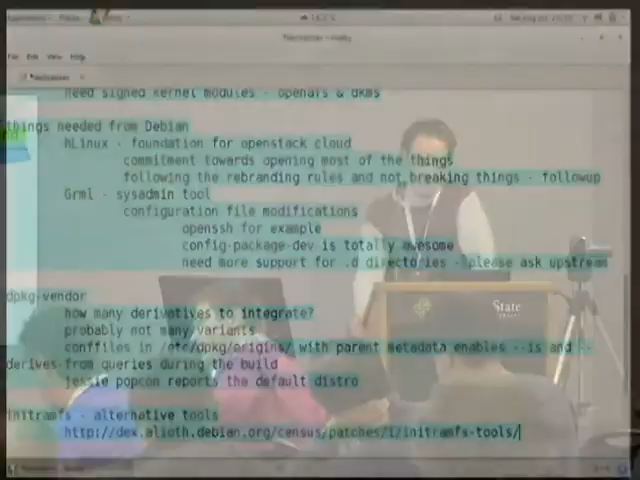 File Edit View Help
need signed kernel modules - openafs & dkms
things needed from Debian
hLinux - foundation for openstack cloud
commitment towards opening most of the things
following the rebranding rules and not breaking things - followup
Grml - sysadmin tool
configuration file modifications
openssh for example
config-package-dev is totally awesome
need more support for .d directories - please ask upstream
State
dpkg-vendor
how many derivatives to integrate?
probably not many variants
conffiles in /etc/dpkg/origins/ with parent metadata enables --is and --
derives-from queries during the build
jessie popcon reports the default distro
initramfs - alternative tools
http://dex.alioth.debian.org/census/patches/i/initramfs-tools/